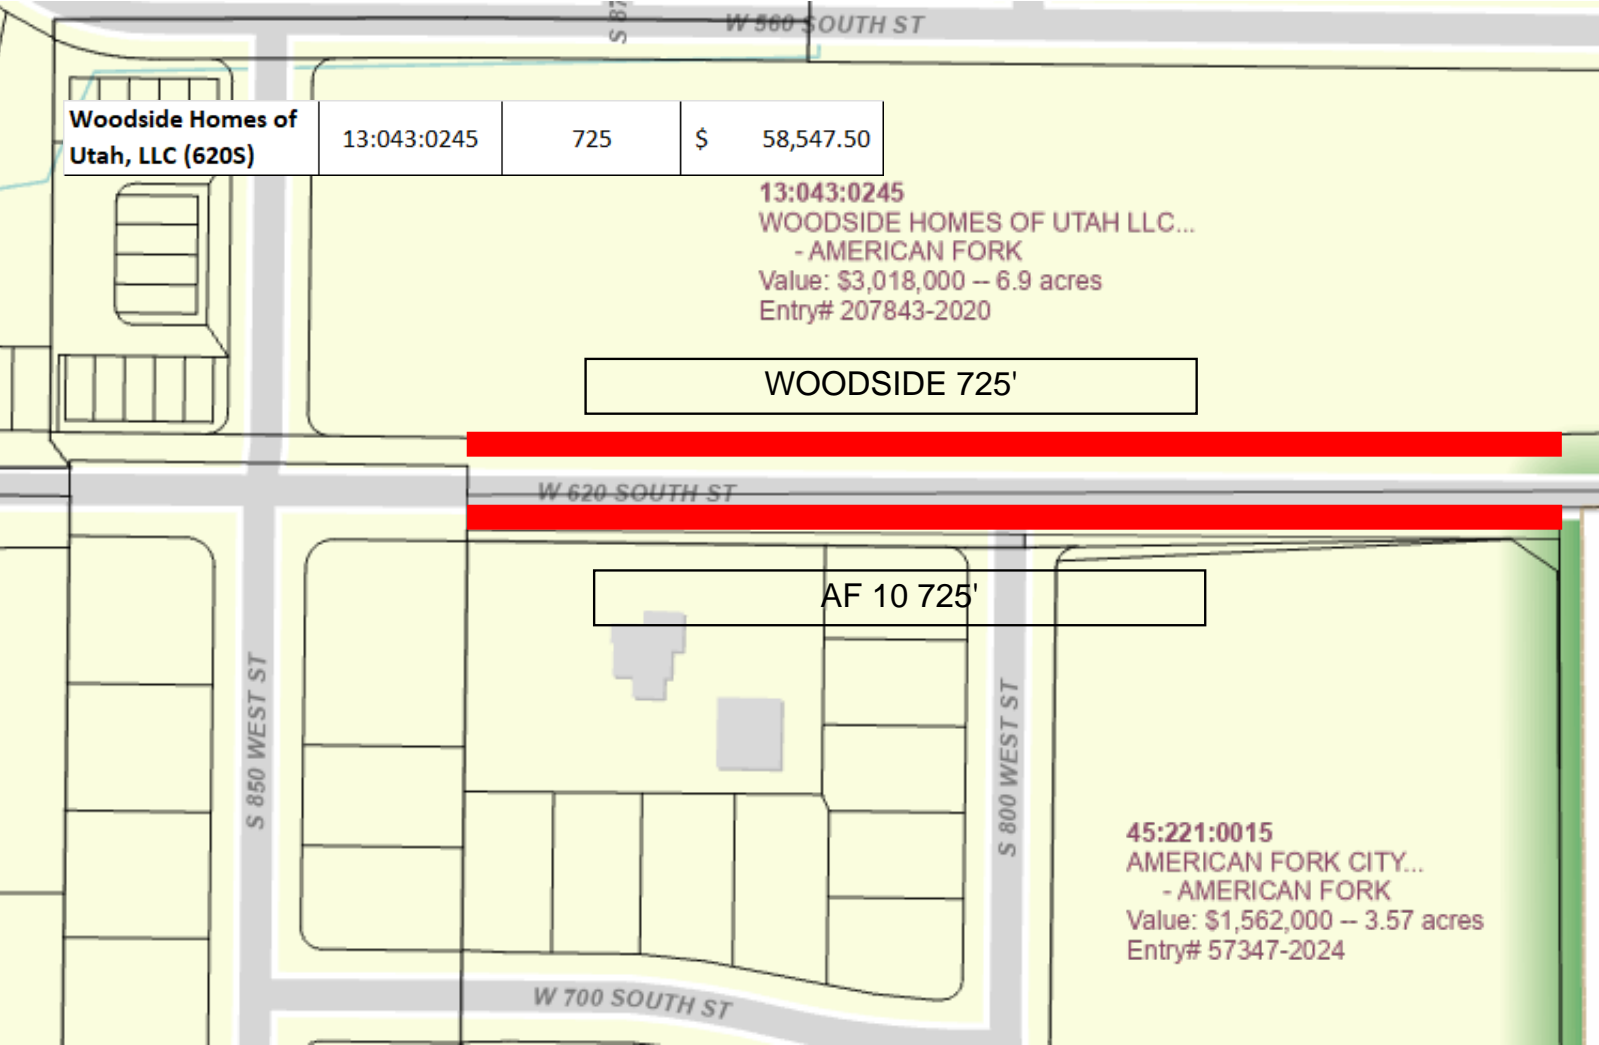 S 87
W 560 SOUTH ST
Woodside Homes of
Utah, LLC (620S)
13:043:0245
725
$ 58,547.50
13:043:0245
WOODSIDE HOMES OF UTAH LLC...
- AMERICAN FORK
Value: $3,018,000 -- 6.9 acres
Entry# 207843-2020
WOODSIDE 725'
W 620 SOUTH ST
AF 10 725'
S 850 WEST ST
S 800 WEST ST
45:221:0015
AMERICAN FORK CITY...
- AMERICAN FORK
Value: $1,562,000 -- 3.57 acres
Entry# 57347-2024
W 700 SOUTH ST